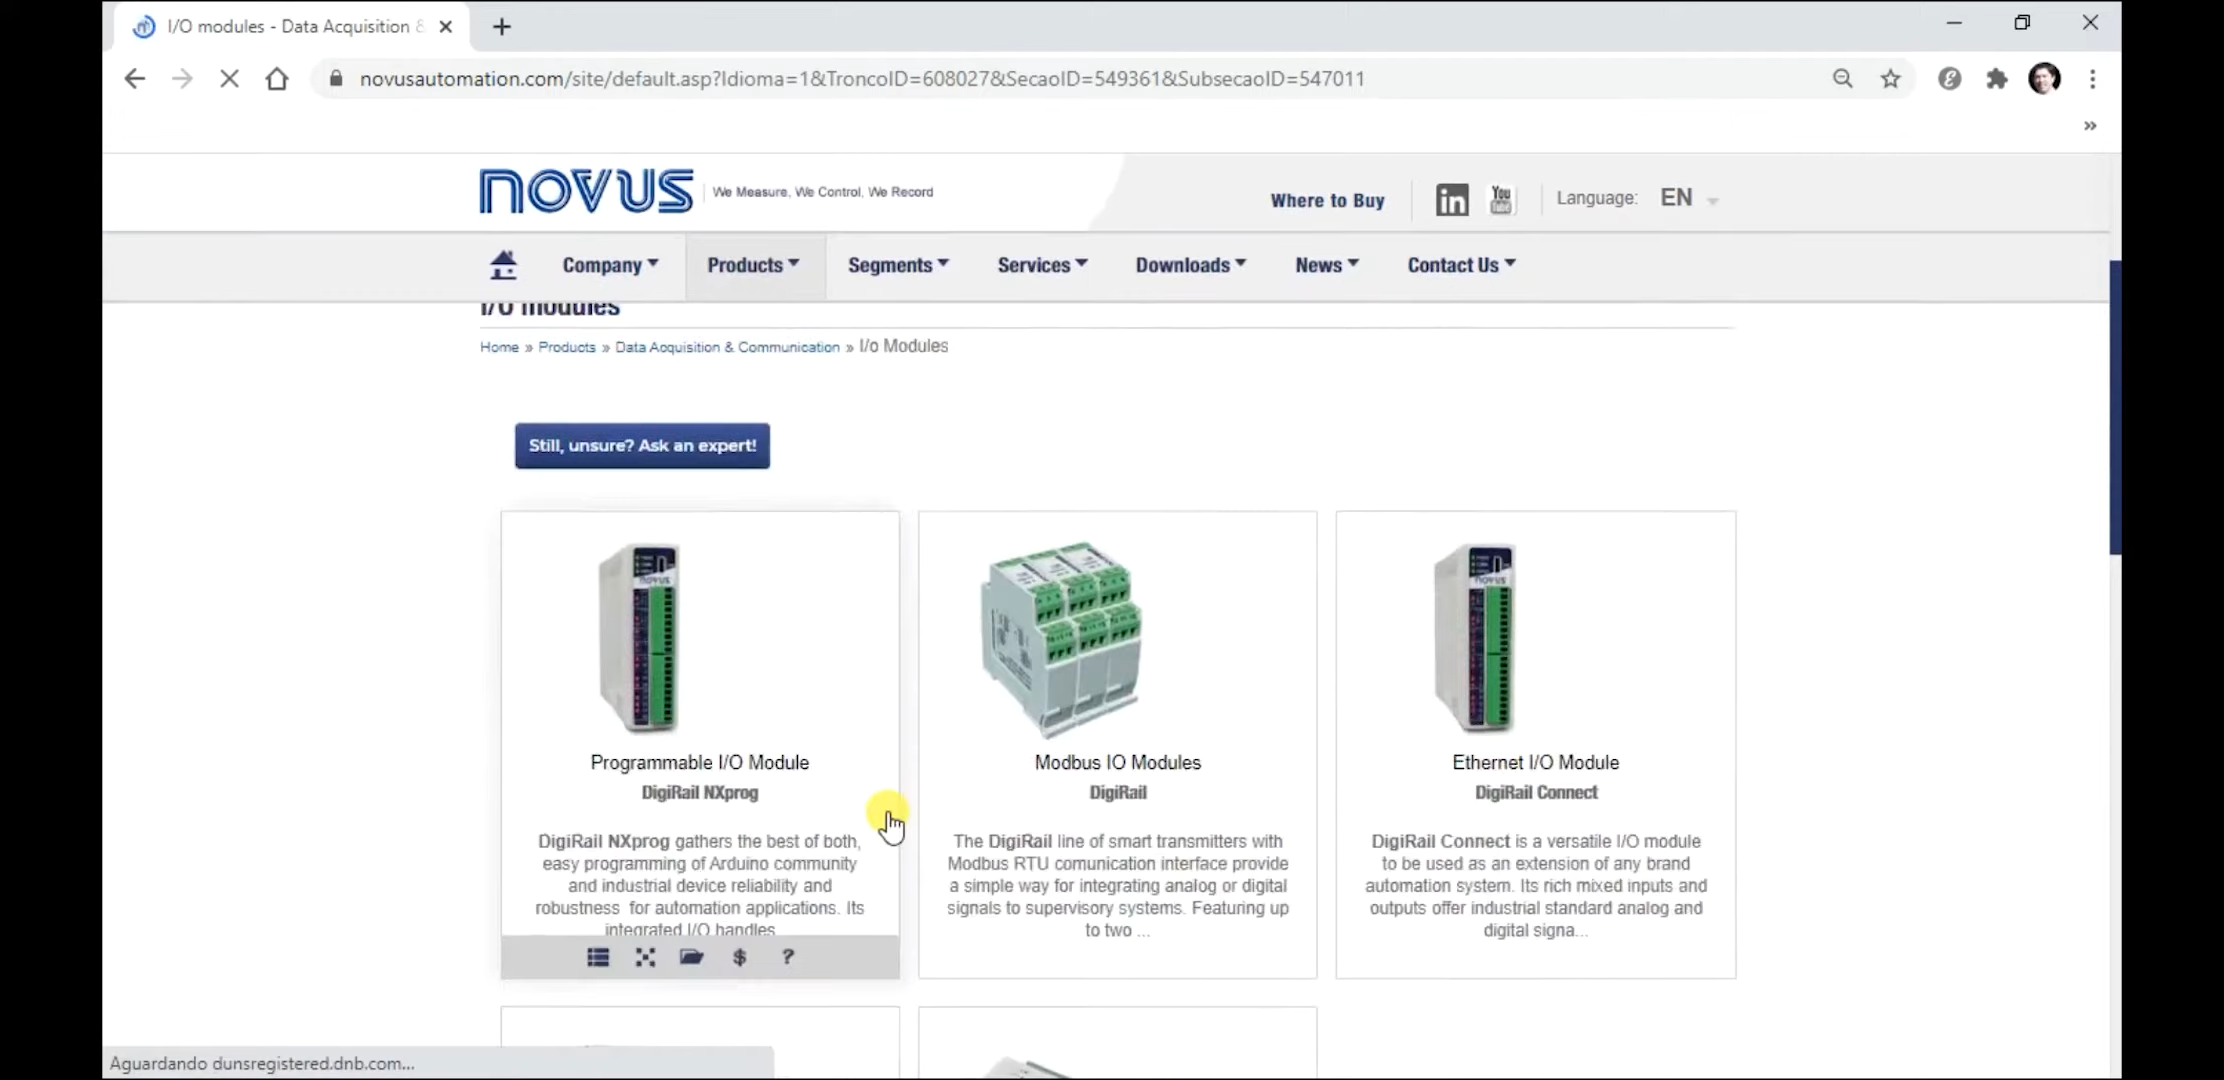 I/O modules - Data Acquisition &
novusautomation.com/site/default.asp?Idioma=1&TroncoID=608027&SecaoID=549361&SubsecaoID=547011
novus
We Measure, We Control, We Record
Where to Buy
in
You Tube
Language: EN
Company
Products
Segments
Services
Downloads
News
Contact Us
I/O modules
Home » Products » Data Acquisition & Communication » I/o Modules
Still, unsure? Ask an expert!
Programmable I/O Module
DigiRail NXprog
DigiRail NXprog gathers the best of both,
easy programming of Arduino community
and industrial device reliability and
robustness for automation applications. Its
integrated I/O handles
$ ?
Modbus IO Modules
DigiRail
The DigiRail line of smart transmitters with
Modbus RTU comunication interface provide
a simple way for integrating analog or digital
signals to supervisory systems. Featuring up
to two ...
Ethernet I/O Module
DigiRail Connect
DigiRail Connect is a versatile I/O module
to be used as an extension of any brand
automation system. Its rich mixed inputs and
outputs offer industrial standard analog and
digital signa...
Aguardando dunsregistered.dnb.com...